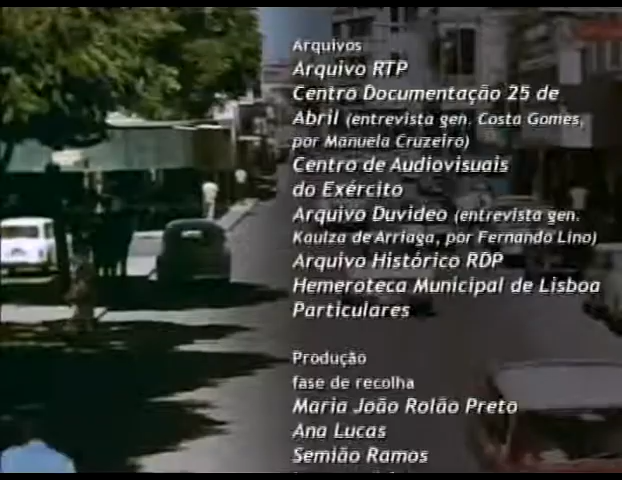 Arquivos
Arquivo RTP
Centro Documentação 25 de
Abril (entrevista gen. Costa Gomes,
por Manuela Cruzeiro)
Centro de Audiovisuais
do Exército
Arquivo Duvideo (entrevista gen.
Kaulza de Arriaga, por Fernando Lino)
Arquivo Histórico RDP
Hemeroteca Municipal de Lisboa
Particulares
Produção
fase de recolha
Maria João Rolão Preto
Ana Lucas
Semião Ramos